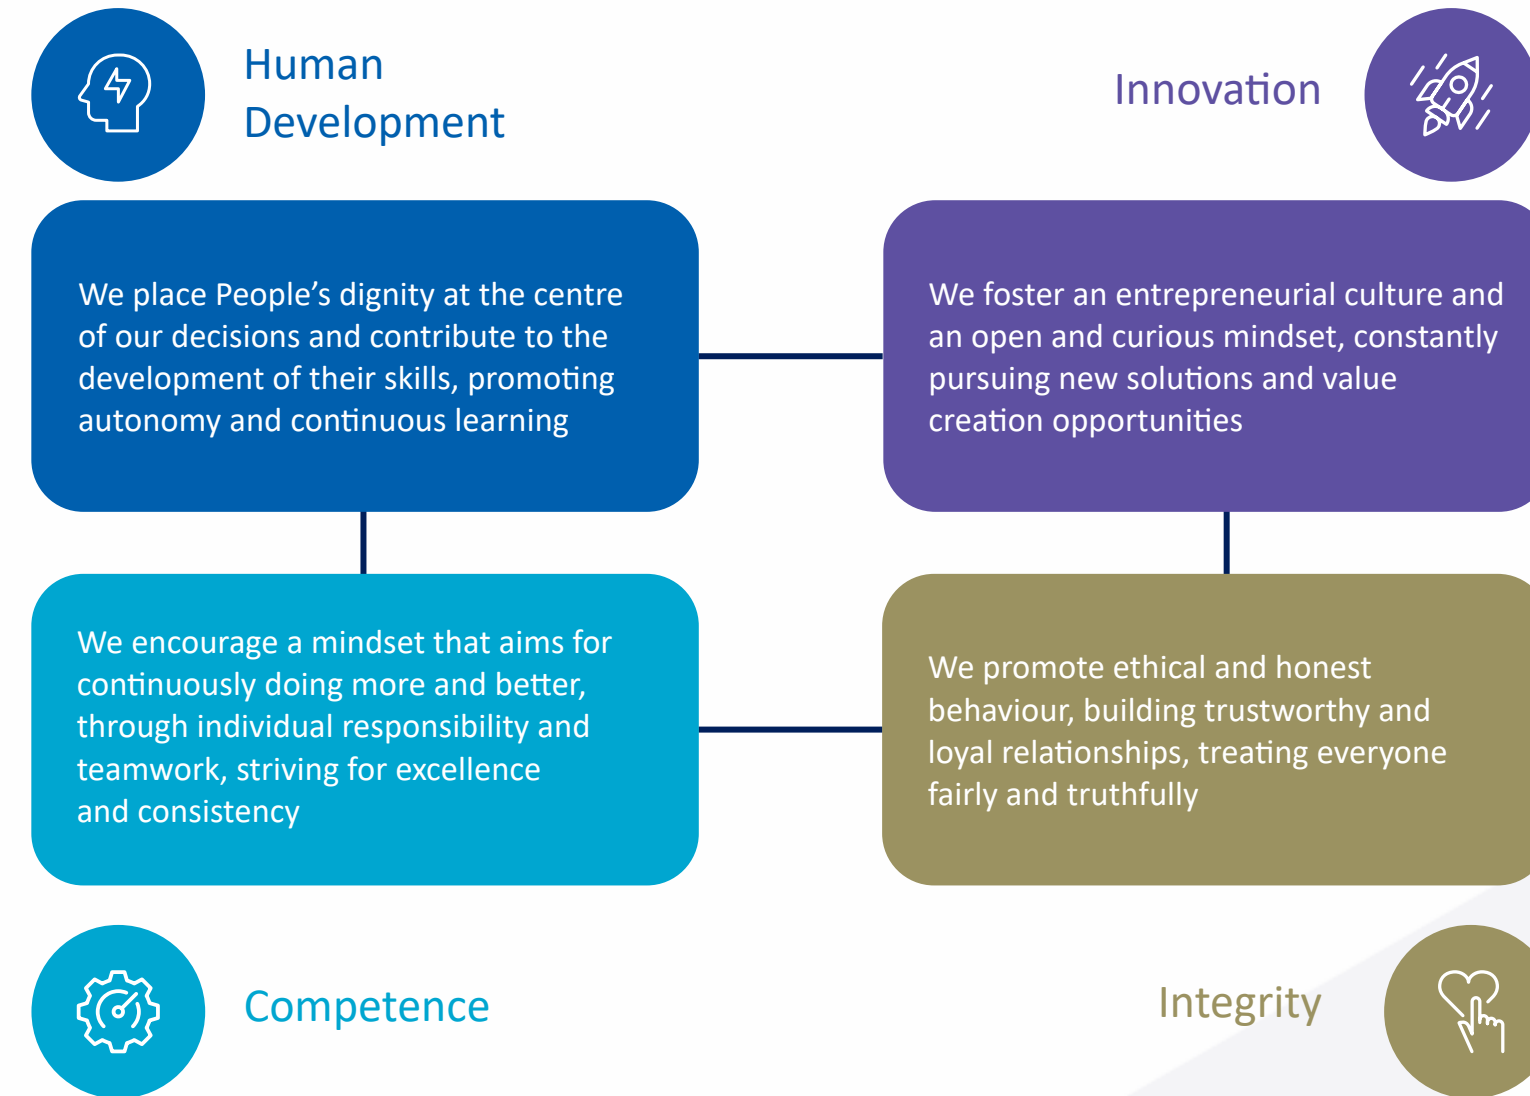 Human
Development
We place People’s dignity at the centre
of our decisions and contribute to the
development of their skills, promoting
autonomy and continuous learning
Innovation
We foster an entrepreneurial culture and
an open and curious mindset, constantly
pursuing new solutions and value
creation opportunities
We encourage a mindset that aims for
continuously doing more and better,
through individual responsibility and
teamwork, striving for excellence
and consistency
Competence
We promote ethical and honest
behaviour, building trustworthy and
loyal relationships, treating everyone
fairly and truthfully
Integrity